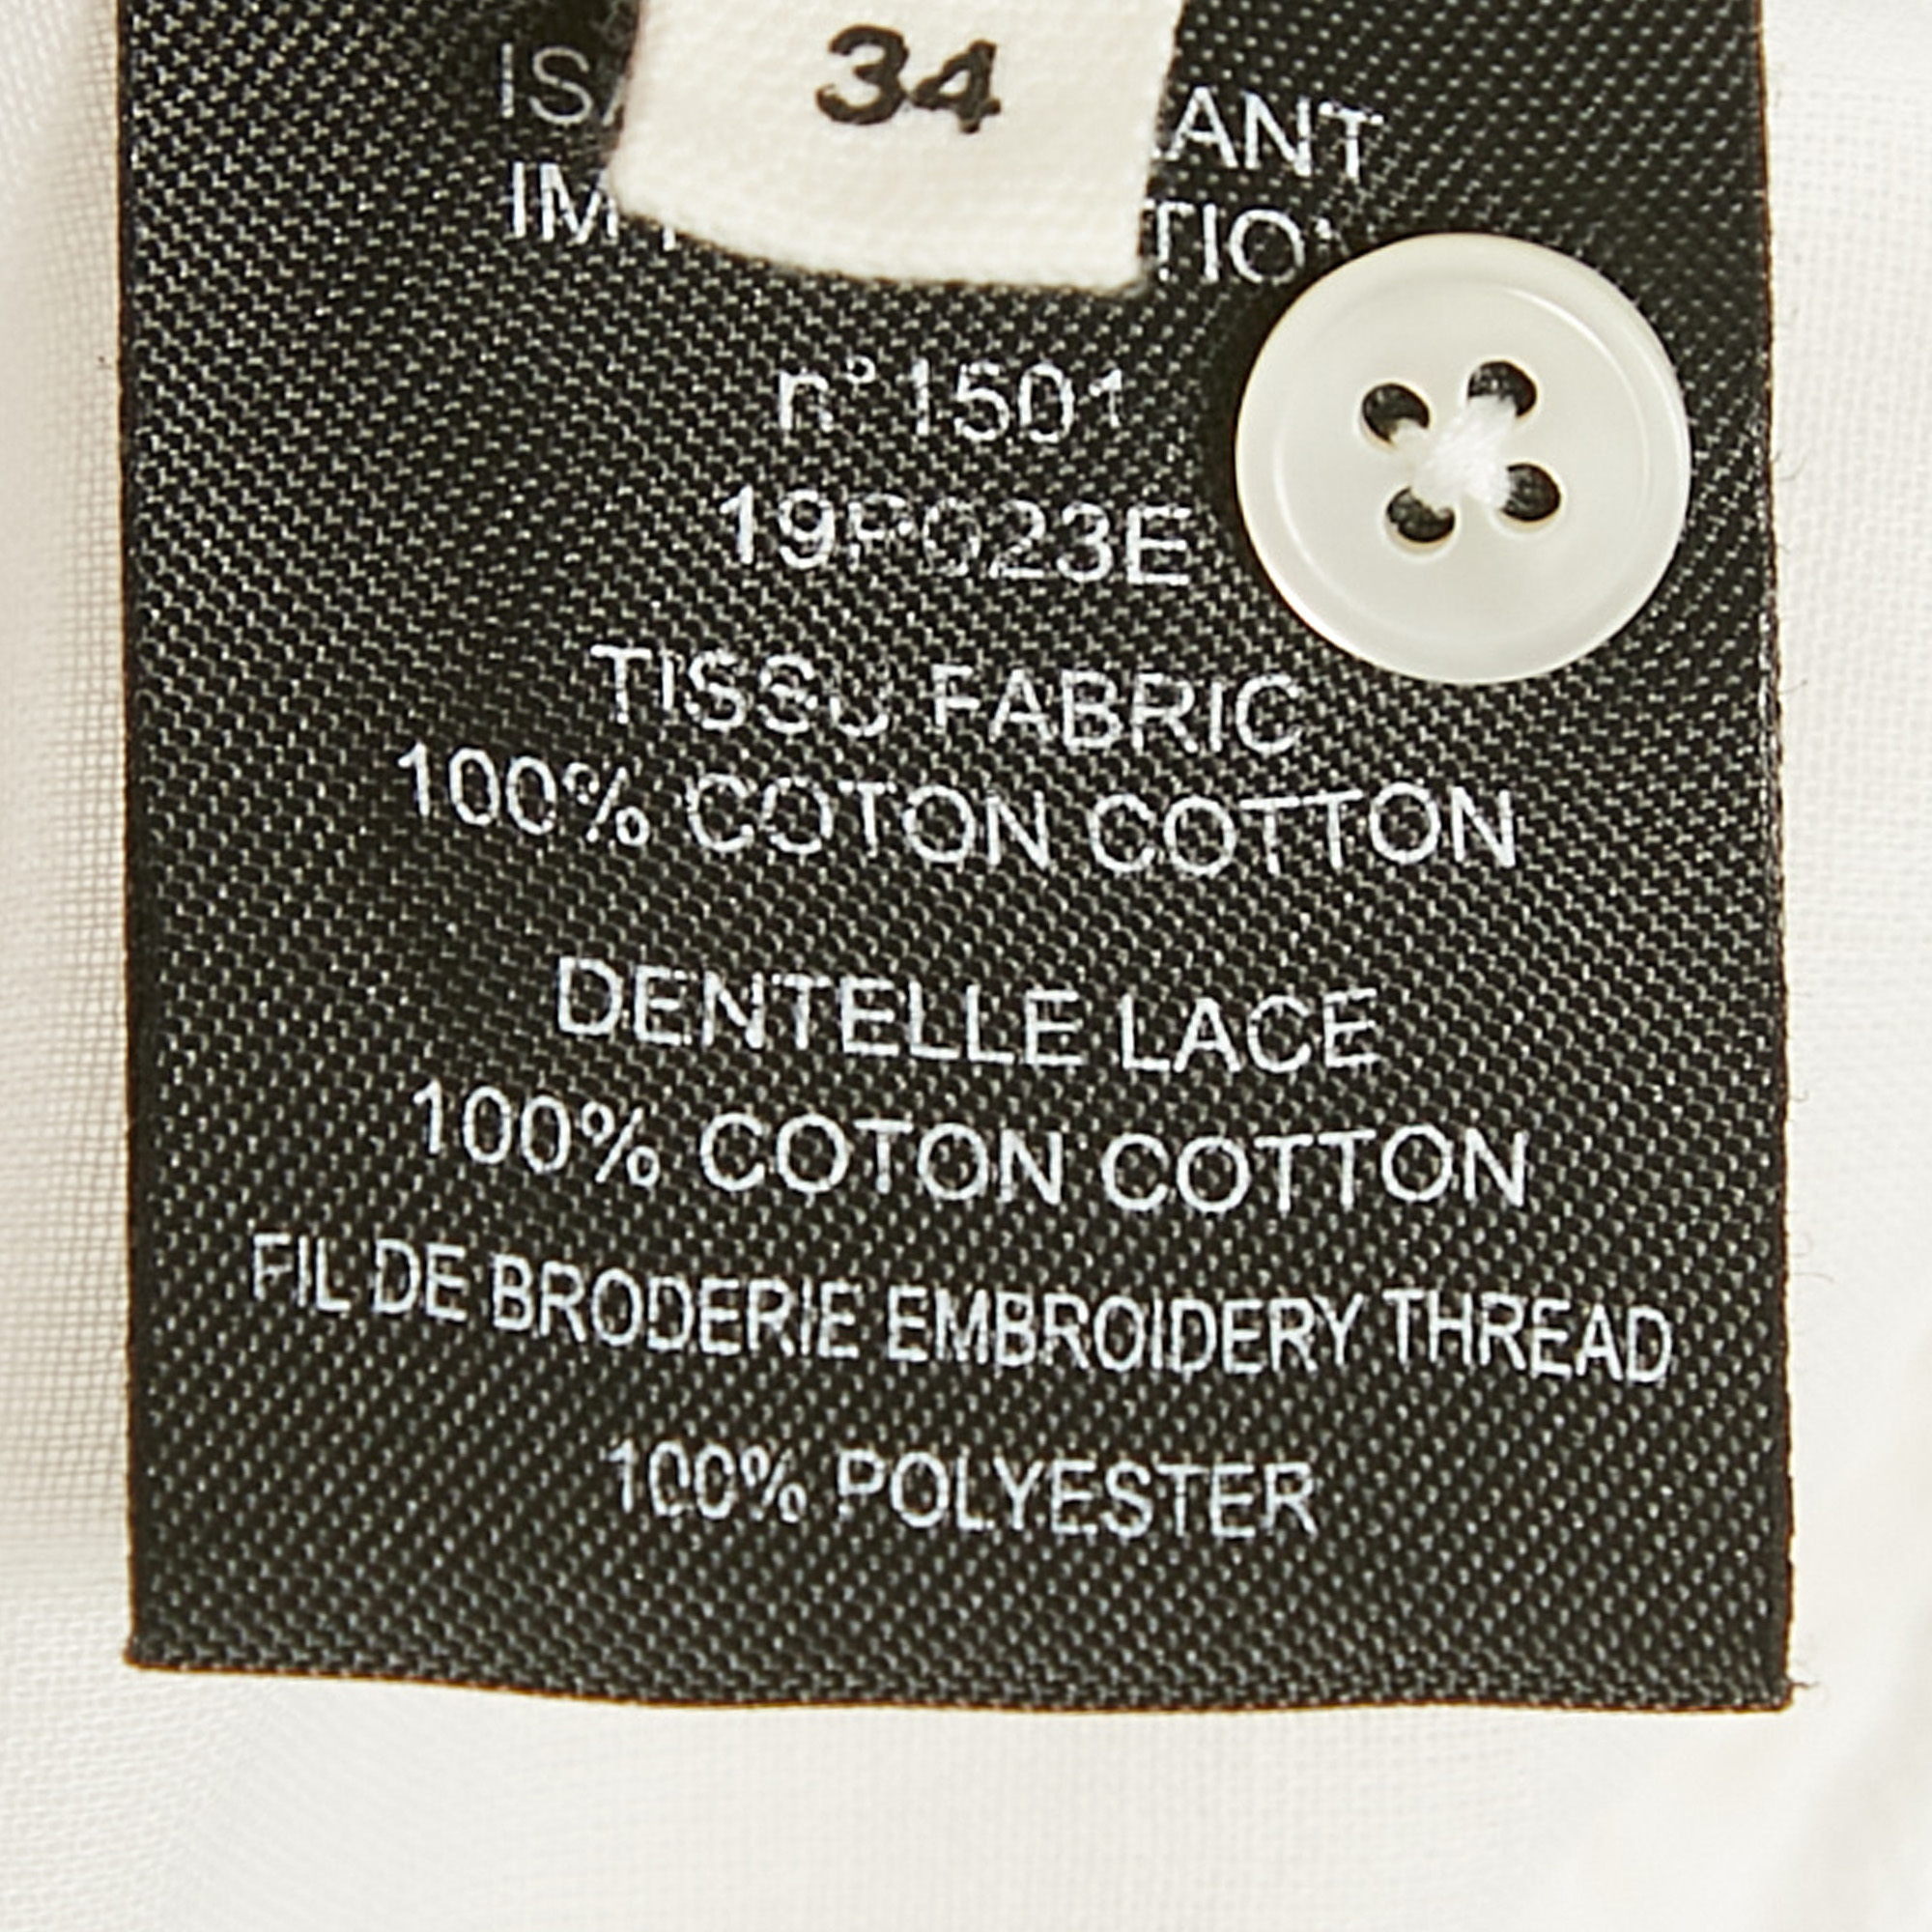 34
n°1501
TISSU FABRIC
100% COTON COTTON
DENTELLE LACE
100% COTON COTTON
FIL DE BRODERIE EMBROIDERY THREAD
100% POLYESTER